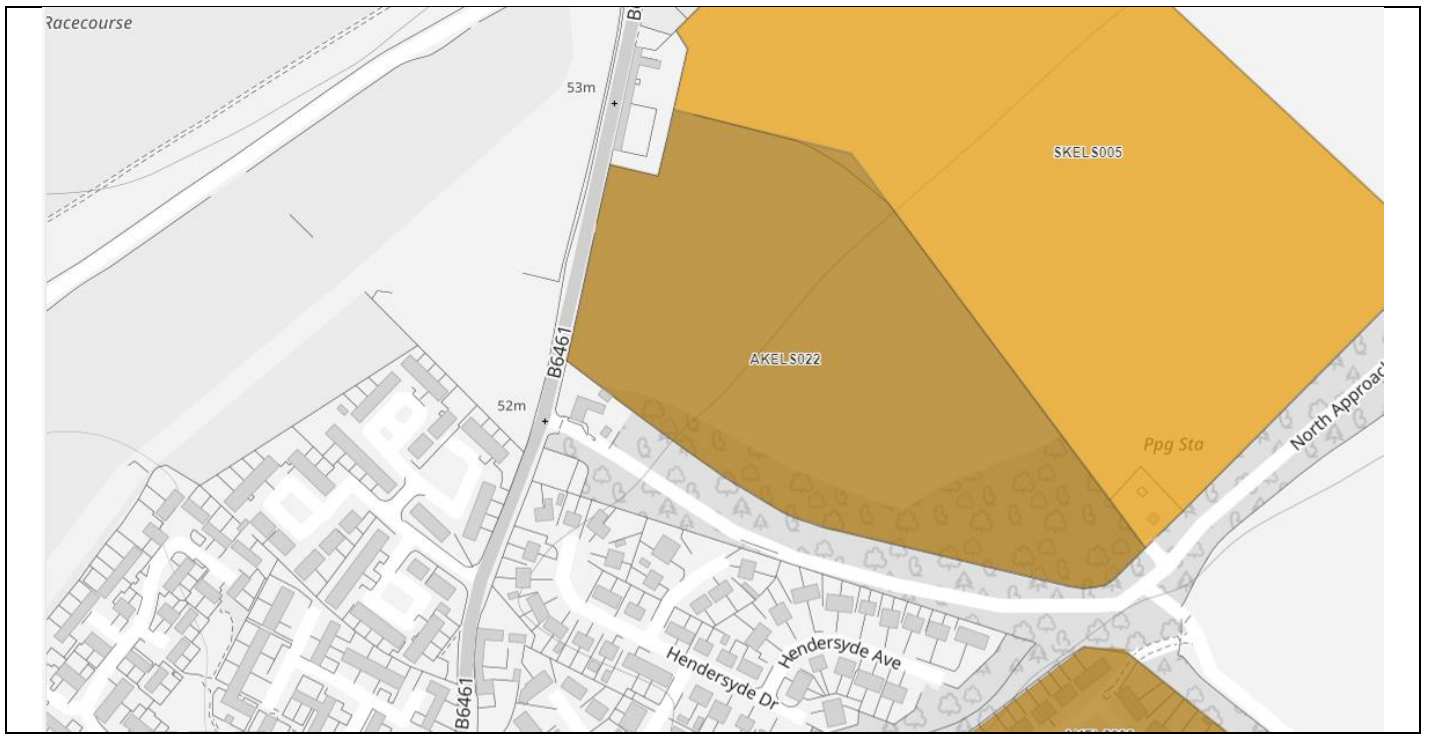 Racecourse
B
53m
SKELS005
B6461
AKELS022
52m
North Approach
Ppg Sta
Hendersyde Ave
Hendersyde Dr
B6461